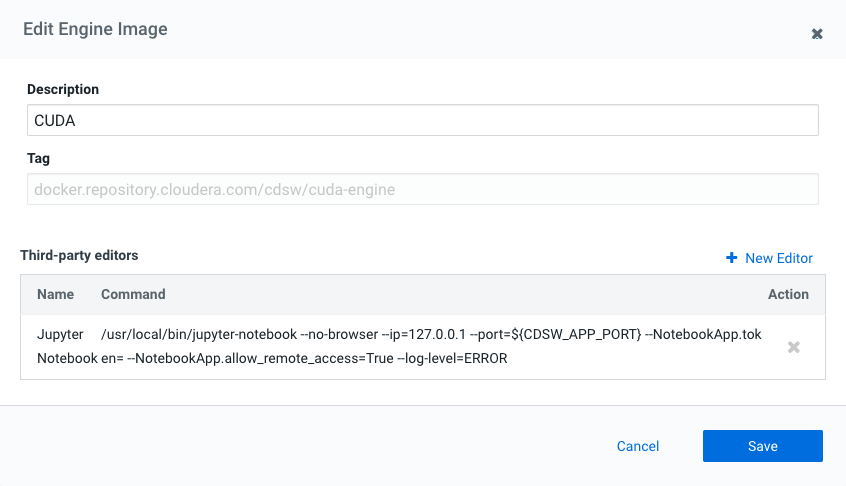 Edit Engine Image
Description
CUDA
Tag
docker.repository.cloudera.com/cdsw/cuda-engine
Third-party editors
New Editor
Name Command Action
Jupyter /usr/local/bin/jupyter-notebook --no-browser --ip=127.0.0.1 --port=${CDSW_APP_PORT} --NotebookApp.tok
Notebook en= --NotebookApp.allow_remote_access=True --log-level=ERROR
Cancel Save